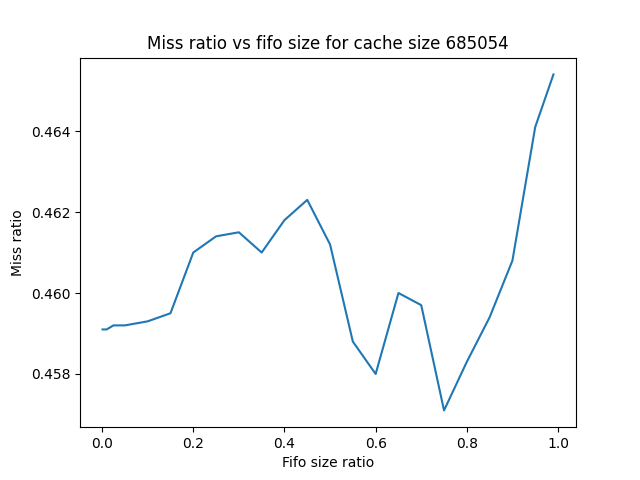 Miss ratio vs fifo size for cache size 685054
0.464
0.462
0.460
0.458
Miss ratio
0.0 0.2 0.4 0.6 0.8 1.0
Fifo size ratio